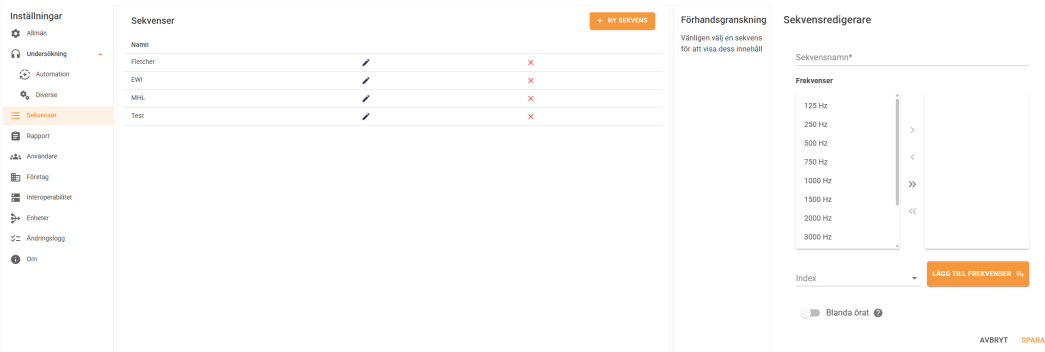 Inställningar
Allmän
Undersökning
Automation
Diverse
Sekvenser
Rapport
Användare
Företag
Interoperabilitet
Enheter
Ändringslogg
Om
Sekvenser
+ NY SEKVENS
Namn
Fletcher
EWI
MHL
Test
Förhandsgranskning
Vänligen välj en sekvens
för att visa dess innehåll
Sekvensredigerare
Sekvensnamn*
Frekvenser
125 Hz
250 Hz
500 Hz
750 Hz
1000 Hz
1500 Hz
2000 Hz
3000 Hz
Index
LÄGG TILL FREKVENSER
Blanda örat
AVBRYT SPARA